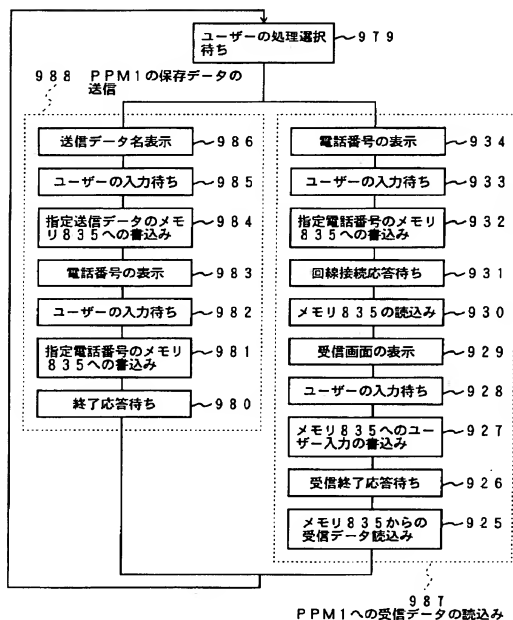 ユーザーの処理選択
待ち
979
988 PPM1の保存データの
送信
送信データ名表示
986
ユーザーの入力待ち
985
指定送信データのメモ
リ835への書込み
984
電話番号の表示
983
ユーザーの入力待ち
982
指定電話番号のメモリ
835への書込み
981
終了応答待ち
980
電話番号の表示
934
ユーザーの入力待ち
933
指定電話番号のメモリ
835への書込み
932
回線接続応答待ち
931
メモリ835の読込み
930
受信画面の表示
929
ユーザーの入力待ち
928
メモリ835へのユー
ザー入力の書込み
927
受信終了応答待ち
926
メモリ835からの
受信データ読込み
925
987
PPM1への受信データの読込み